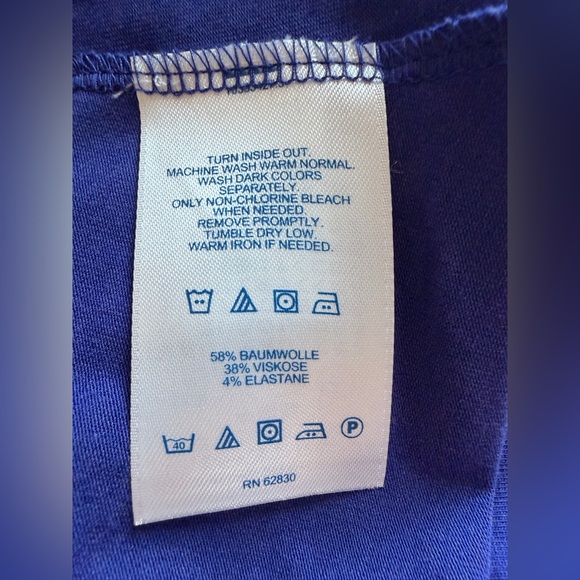 TURN INSIDE OUT.
MACHINE WASH WARM NORMAL.
WASH DARK COLORS
SEPARATELY.
ONLY NON-CHLORINE BLEACH
WHEN NEEDED.
REMOVE PROMPTLY.
TUMBLE DRY LOW.
WARM IRON IF NEEDED.
58% BAUMWOLLE
38% VISKOSE
4% ELASTANE
40 P
RN 62830